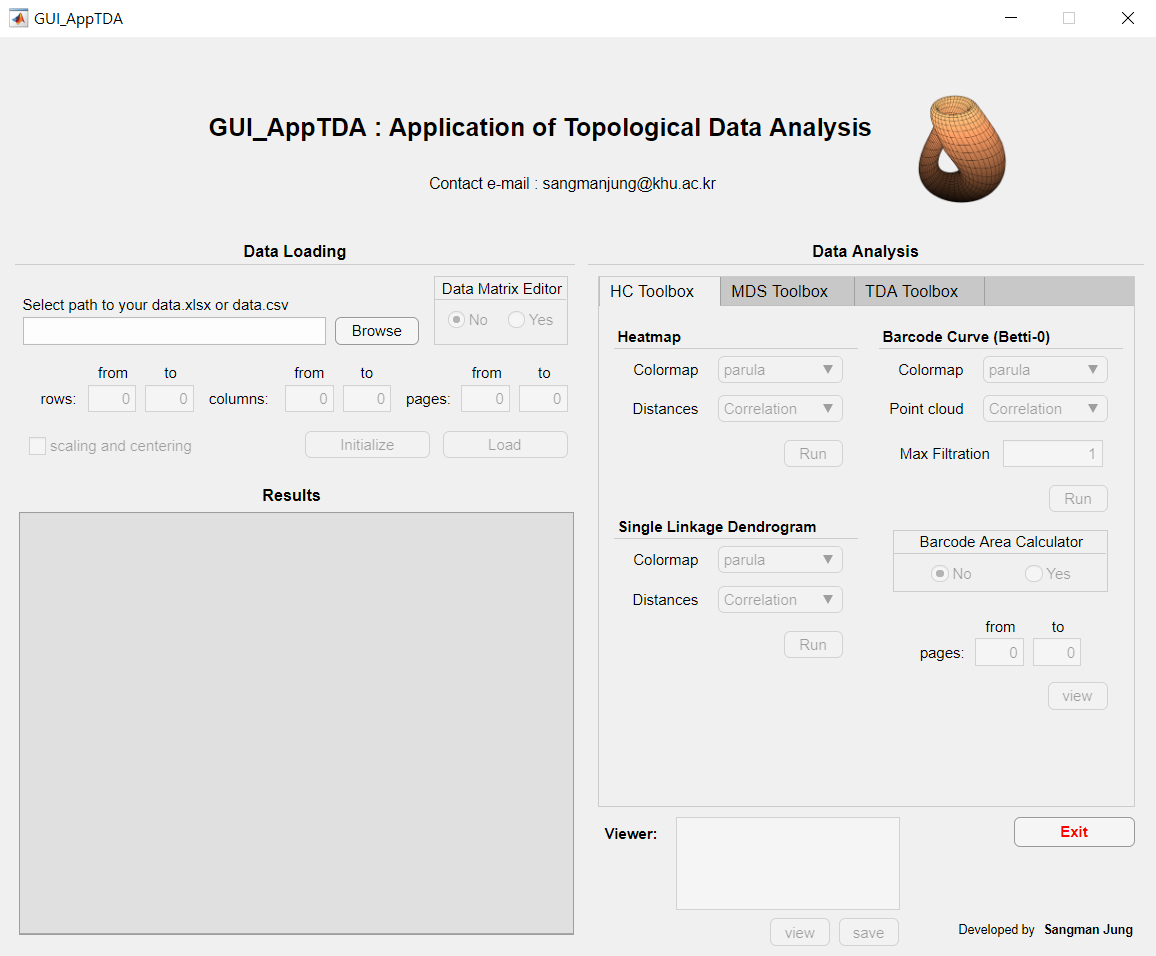 GUI_AppTDA
GUI_AppTDA : Application of Topological Data Analysis
Contact e-mail : sangmanjung@khu.ac.kr
Data Loading
Select path to your data.xlsx or data.csv
Browse
Data Matrix Editor
No Yes
from to from to from to
rows: 0 0 columns: 0 0 pages: 0 0
scaling and centering Initialize Load
Results
Data Analysis
HC Toolbox MDS Toolbox TDA Toolbox
Heatmap
Colormap parula
Distances Correlation
Run
Single Linkage Dendrogram
Colormap parula
Distances Correlation
Run
Barcode Curve (Betti-0)
Colormap parula
Point cloud Correlation
Max Filtration 1
Run
Barcode Area Calculator
No Yes
from to
pages: 0 0
view
Viewer:
view save
Exit
Developed by Sangman Jung